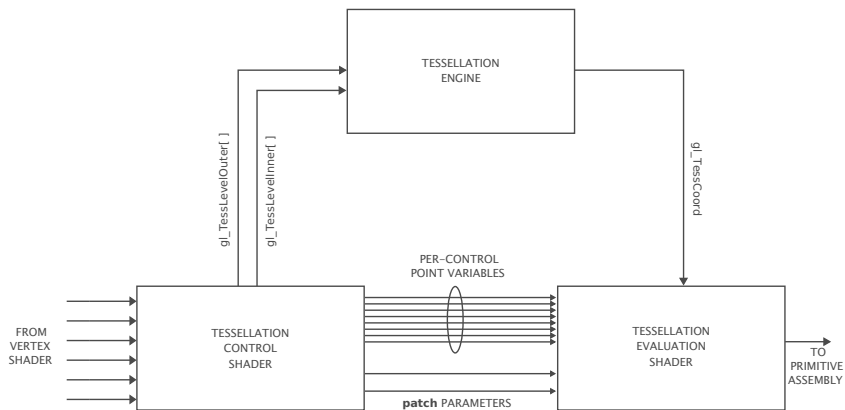 TESSELLATION
ENGINE
gl_TessLevelOuter[ ]
gl_TessLevelInner[ ]
gl_TessCoord
PER-CONTROL
POINT VARIABLES
FROM
VERTEX
SHADER
TESSELLATION
CONTROL
SHADER
TESSELLATION
EVALUATION
SHADER
TO
PRIMITIVE
ASSEMBLY
patch PARAMETERS